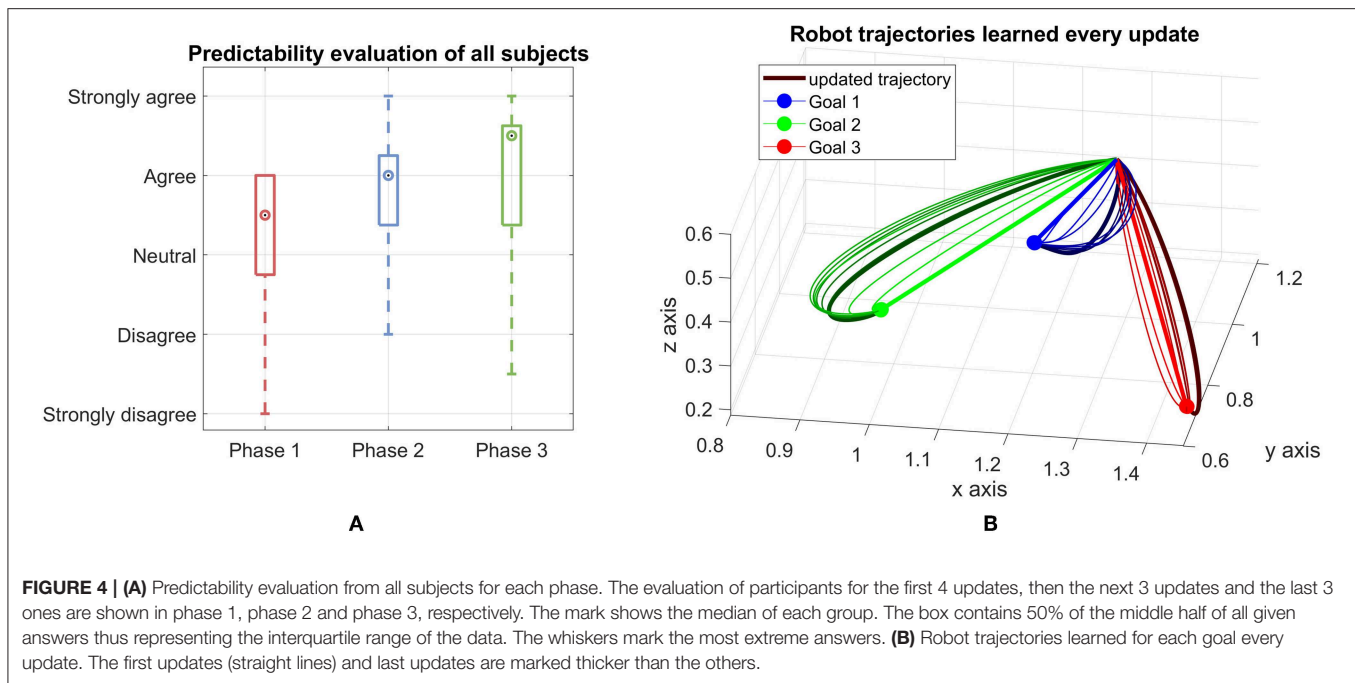 Predictability evaluation of all subjects
Strongly agree
Agree
Neutral
Disagree
Strongly disagree
Phase 1
Phase 2
Phase 3
A
Robot trajectories learned every update
updated trajectory
Goal 1
Goal 2
Goal 3
0.6
0.5
0.4
0.3
0.2
z axis
0.8
0.9
1
1.1
1.2
1.3
1.4
x axis
0.6
0.8
1
1.2
y axis
B
FIGURE 4 | (A) Predictability evaluation from all subjects for each phase. The evaluation of participants for the first 4 updates, then the next 3 updates and the last 3
ones are shown in phase 1, phase 2 and phase 3, respectively. The mark shows the median of each group. The box contains 50% of the middle half of all given
answers thus representing the interquartile range of the data. The whiskers mark the most extreme answers. (B) Robot trajectories learned for each goal every
update. The first updates (straight lines) and last updates are marked thicker than the others.